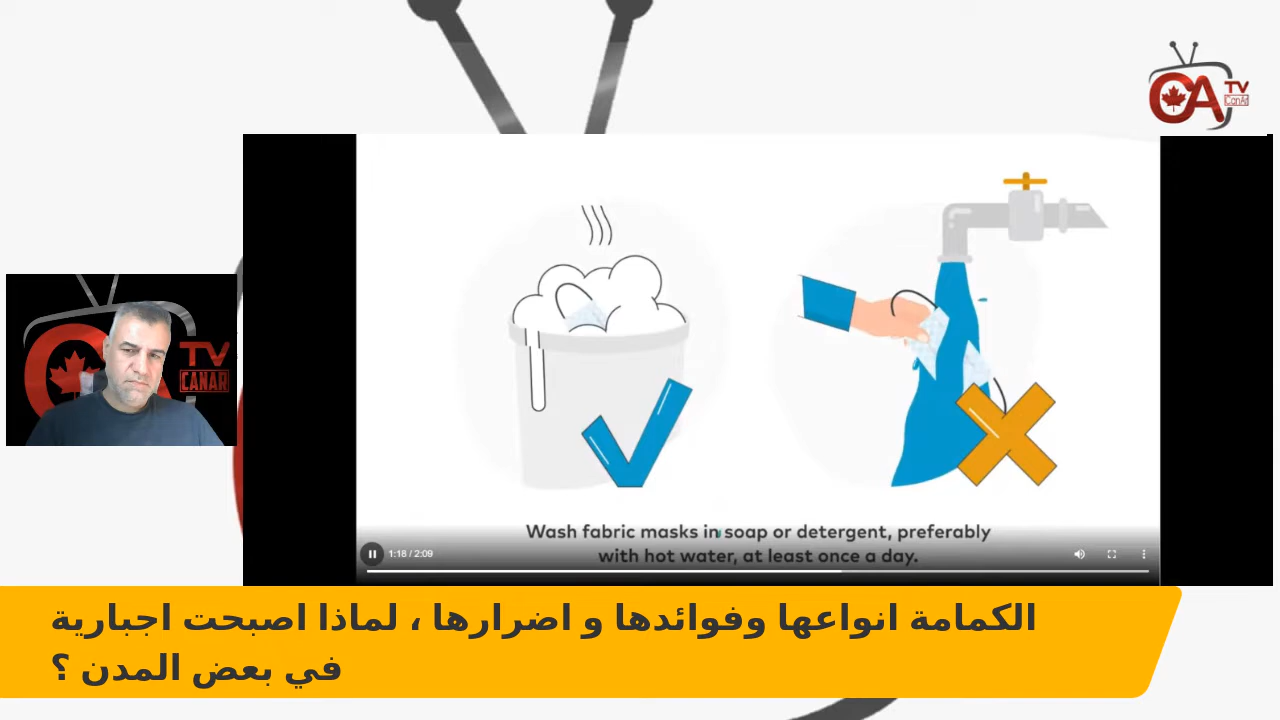 CA TV
CanAr
TV
CANAR
Wash fabric masks in soap or detergent, preferably
with hot water, at least once a day.
1:18 / 2:09
الكمامة انواعها وفوائدها و اضرارها ، لماذا اصبحت اجبارية
في بعض المدن ؟